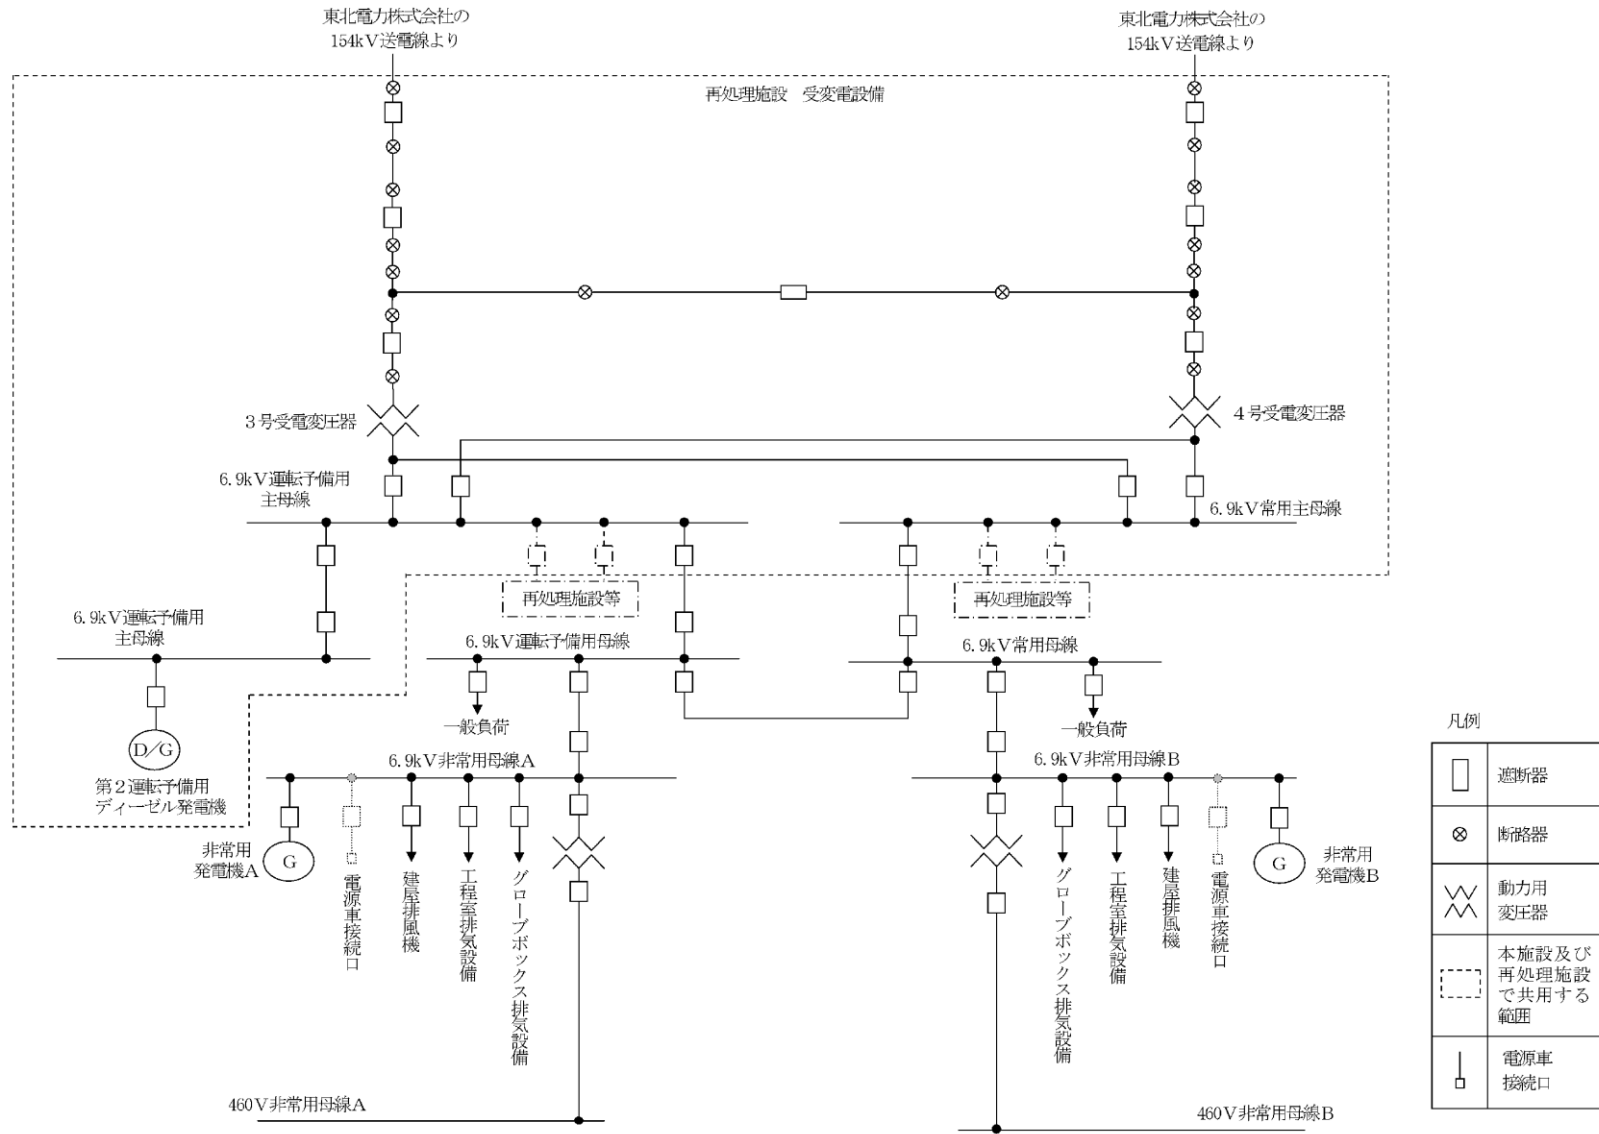 東北電力株式会社の
154kV送電線より
東北電力株式会社の
154kV送電線より
再処理施設 受変電設備
3号受電変圧器
4号受電変圧器
6.9kV運転予備用
主母線
6.9kV常用主母線
再処理施設等
再処理施設等
6.9kV運転予備用
主母線
6.9kV運転予備用母線
6.9kV常用母線
一般負荷
一般負荷
D/G
第2運転予備用
ディーゼル発電機
6.9kV非常用母線A
6.9kV非常用母線B
非常用
発電機A
G
電源車接続口
建屋排風機
工程室排気設備
グローブボックス排気設備
グローブボックス排気設備
工程室排気設備
建屋排風機
電源車接続口
G
非常用
発電機B
460V非常用母線A
460V非常用母線B
凡例
遮断器
断路器
動力用
変圧器
本施設及び
再処理施設
で共用する
範囲
電源車
接続口